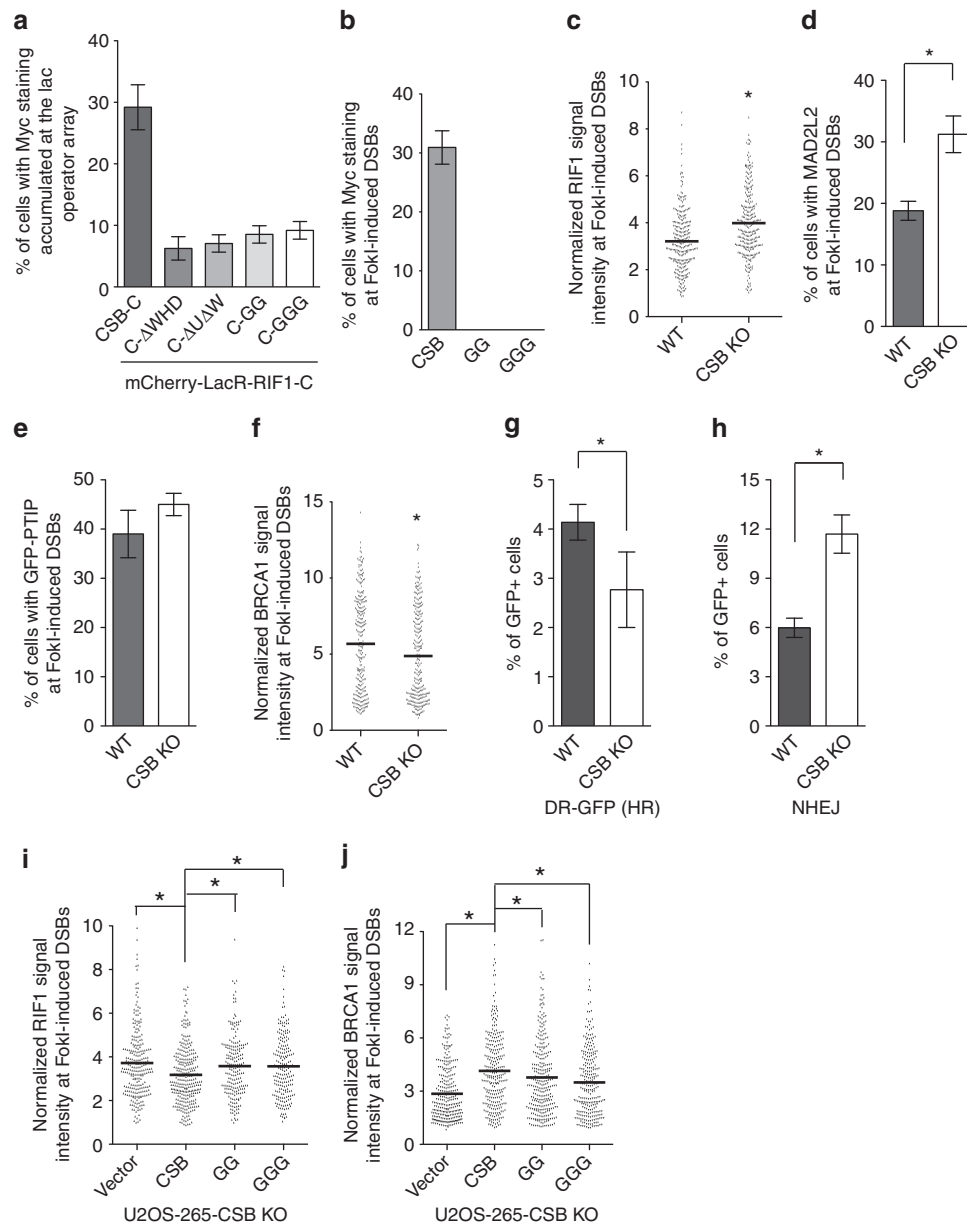 a
% of cells with Myc staining
accumulated at the lac
operator array
40
30
20
10
0
CSB-C
C-ΔWHD
C-ΔUΔW
C-GG
C-GGG
mCherry-LacR-RIF1-C
b
% of cells with Myc staining
at FokI-induced DSBs
40
30
20
10
0
CSB
GG
GGG
c
Normalized RIF1 signal
intensity at FokI-induced DSBs
10
8
6
4
2
0
*
WT
CSB KO
d
% of cells with MAD2L2
at FokI-induced DSBs
40
30
20
10
0
*
WT
CSB KO
e
% of cells with GFP-PTIP
at FokI-induced DSBs
50
40
30
20
10
0
WT
CSB KO
f
Normalized BRCA1 signal
intensity at FokI-induced DSBs
15
10
5
0
*
WT
CSB KO
g
% of GFP+ cells
5
4
3
2
1
0
*
WT
CSB KO
DR-GFP (HR)
h
% of GFP+ cells
15
12
9
6
3
0
*
WT
CSB KO
NHEJ
i
Normalized RIF1 signal
intensity at FokI-induced DSBs
10
8
6
4
2
0
*
*
*
Vector
CSB
GG
GGG
U2OS-265-CSB KO
j
Normalized BRCA1 signal
intensity at FokI-induced DSBs
12
9
6
3
0
*
*
*
Vector
CSB
GG
GGG
U2OS-265-CSB KO